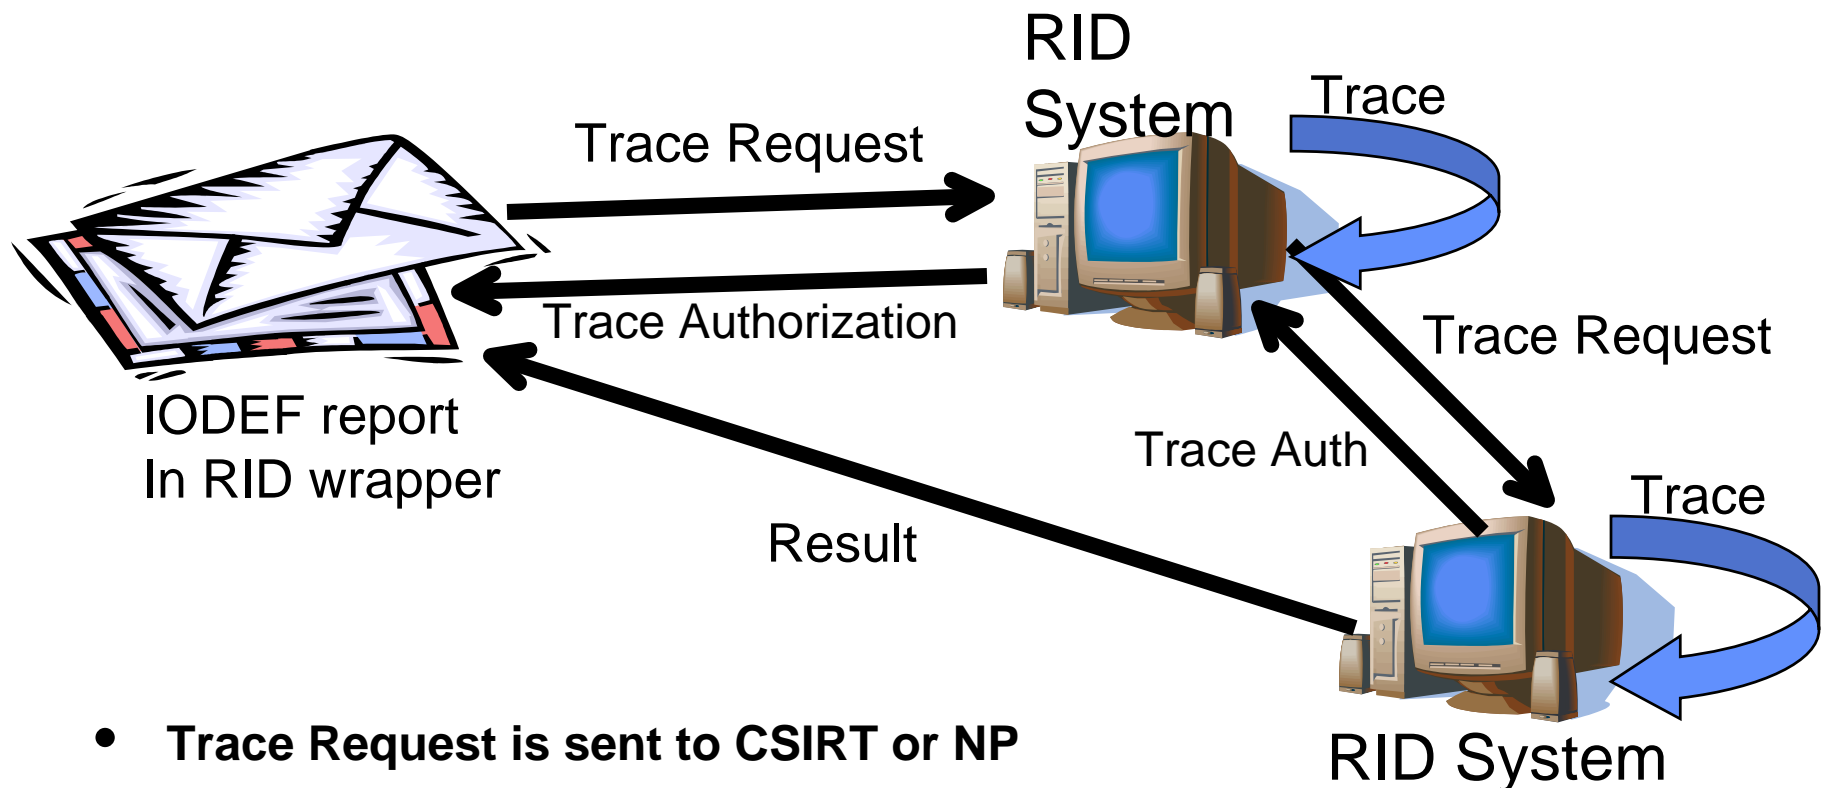 RID
System
Trace
Trace Request
Trace Authorization
Trace Request
IODEF report
In RID wrapper
Trace Auth
Trace
Result
• Trace Request is sent to CSIRT or NP
RID System